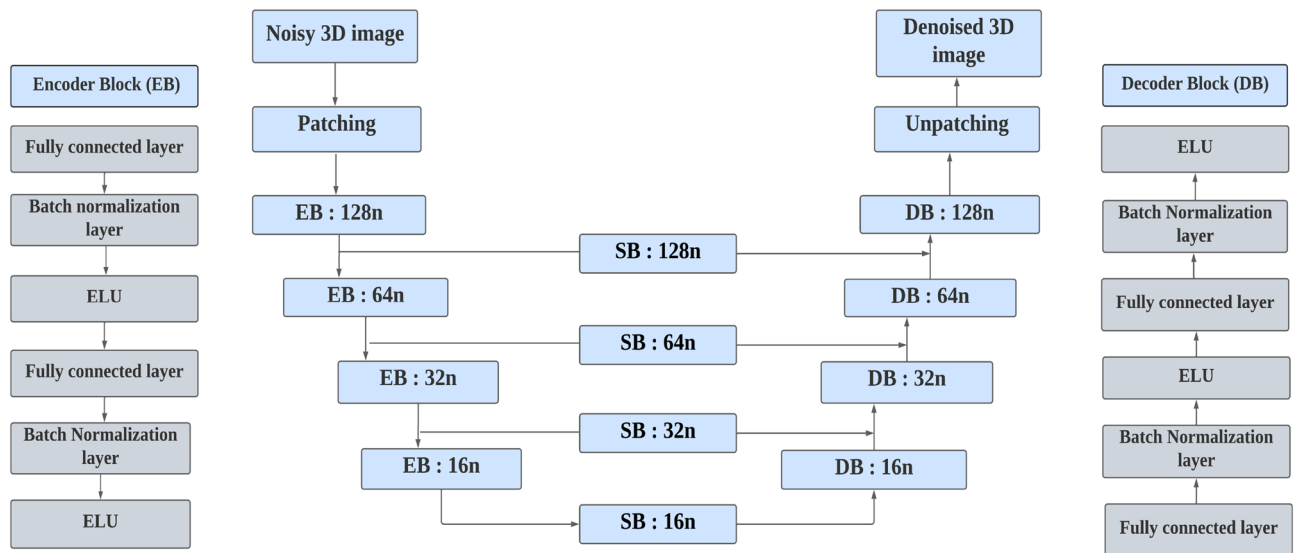 Encoder Block (EB)
Fully connected layer
Batch normalization
layer
ELU
Fully connected layer
Batch Normalization
layer
ELU
Noisy 3D image
Patching
EB : 128n
EB : 64n
EB : 32n
EB : 16n
SB : 128n
SB : 64n
SB : 32n
SB : 16n
Denoised 3D
image
Unpatching
DB : 128n
DB : 64n
DB : 32n
DB : 16n
Decoder Block (DB)
ELU
Batch Normalization
layer
Fully connected layer
ELU
Batch Normalization
layer
Fully connected layer